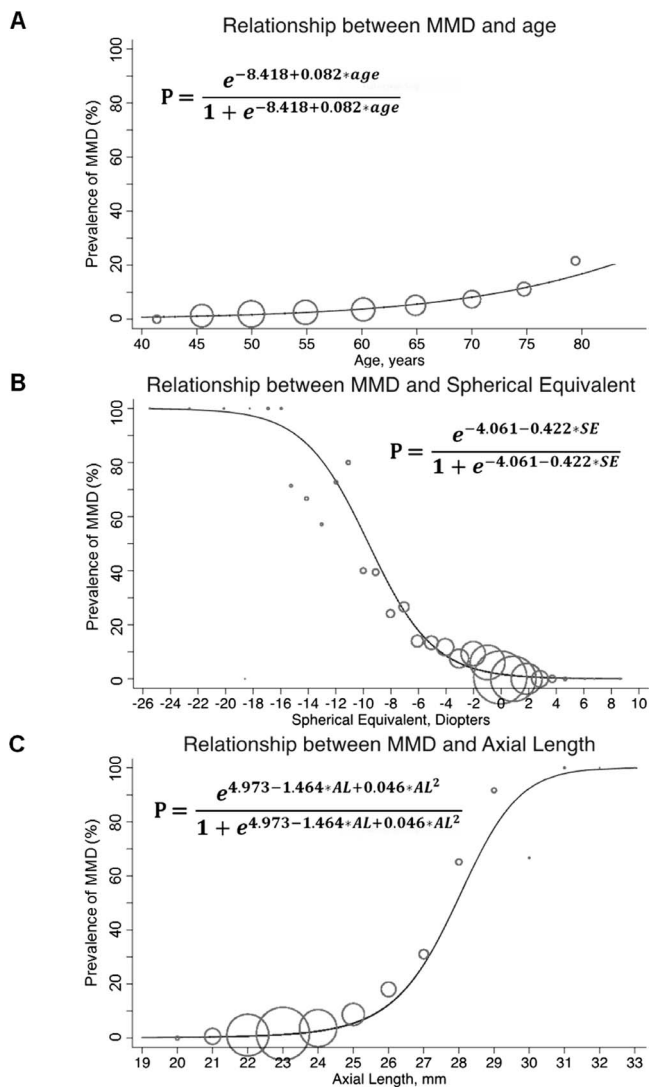 A
Relationship between MMD and age
Prevalence of MMD (%)
100
80
60
40
20
0
P = e^{-8.418+0.082*age} / 1 + e^{-8.418+0.082*age}
40 45 50 55 60 65 70 75 80
Age, years
B
Relationship between MMD and Spherical Equivalent
Prevalence of MMD (%)
100
80
60
40
20
0
P = e^{-4.061-0.422*SE} / 1 + e^{-4.061-0.422*SE}
-26 -24 -22 -20 -18 -16 -14 -12 -10 -8 -6 -4 -2 0 2 4 6 8 10
Spherical Equivalent, Diopters
C
Relationship between MMD and Axial Length
Prevalence of MMD (%)
100
80
60
40
20
0
P = e^{4.973-1.464*AL+0.046*AL^2} / 1 + e^{4.973-1.464*AL+0.046*AL^2}
19 20 21 22 23 24 25 26 27 28 29 30 31 32 33
Axial Length, mm